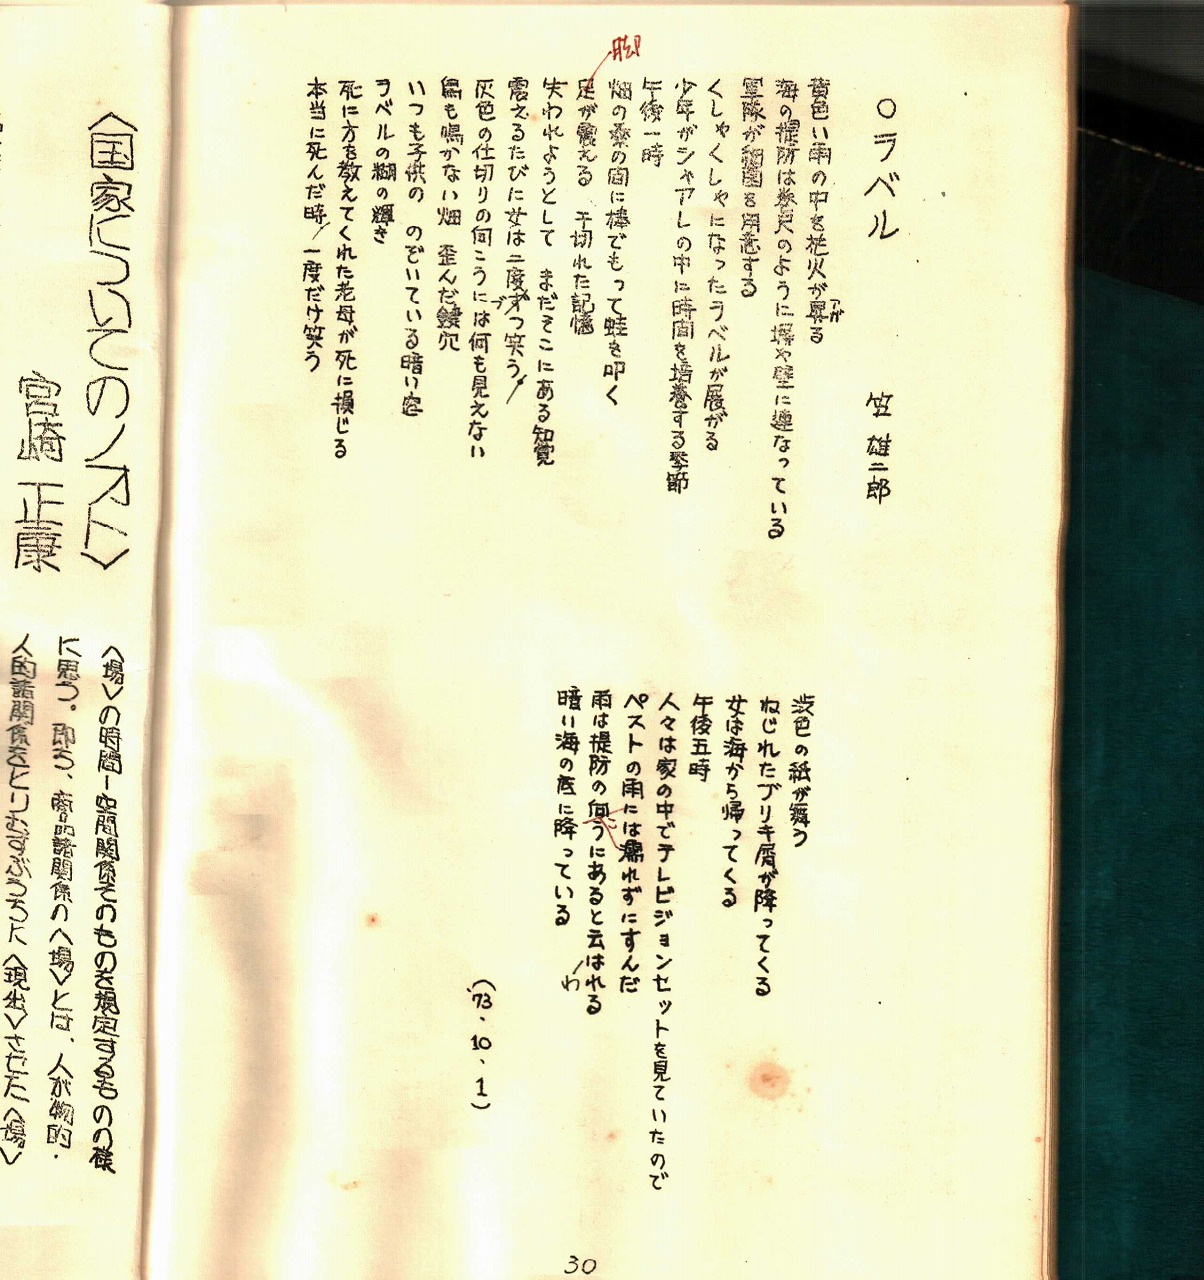 ○ラベル
笠 雄二郎
黄色い雨の中を花火が昇る
アが
海の堤防は巻尺のように塀や壁に連なっている
軍隊が細菌を用意する
くしゃくしゃになったラベルが展がる
少年がシャアレの中に時間を培養する季節
午後一時
畑の桑の間に棒でもって蛙を叩く
足が震える 千切れた記憶
脚
失われようとして まだそこにある知覚
震えるたびに女は二度ずつ笑う
づ
灰色の仕切りの向こうには何も見えない
鳥も鳴かない畑 歪んだ鍵穴
いつも子供の のぞいている暗い窓
ラベルの糊の輝き
死に方を教えてくれた老母が死に損じる
本当に死んだ時 一度だけ笑う
渋色の紙が舞う
ねじれたブリキ屑が降ってくる
女は海から帰ってくる
午後五時
人々は家の中でテレビジョンセットを見ていたので
ペストの雨には濡れずにすんだ
雨は堤防の向うにあると云はれる
こ
わ
暗い海の底に降っている
('73.10.1)
30
〈国家についてのノオト〉
宮崎 正康
〈場〉の時間-空間関係そのものを規定するものの様
に思う。即ち、商品諸関係の〈場〉とは、人が物的・
人的諸関係をとりむすぶうちに〈現出〉させた〈場〉